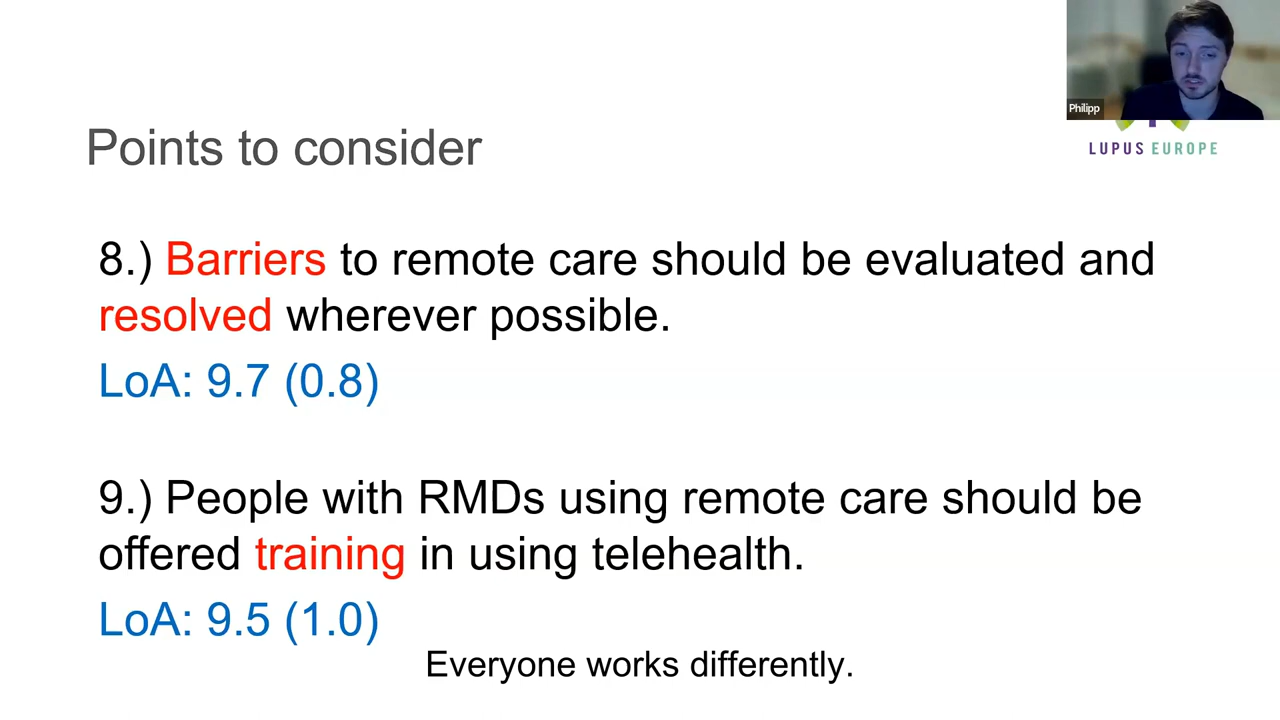 Philipp
LUPUS EUROPE
Points to consider
8.) Barriers to remote care should be evaluated and
resolved wherever possible.
LoA: 9.7 (0.8)
9.) People with RMDs using remote care should be
offered training in using telehealth.
LoA: 9.5 (1.0)
Everyone works differently.